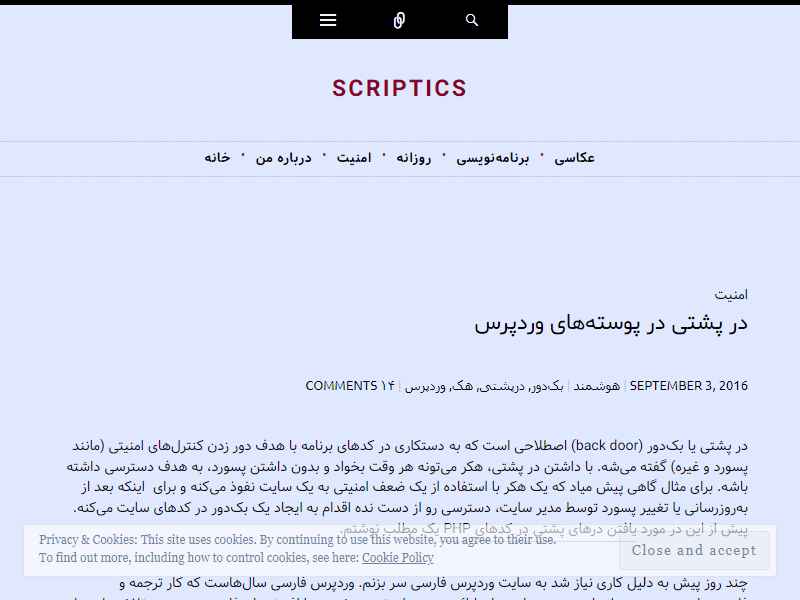 SCRIPTICS
خانه • درباره من • امنیت • روزانه • برنامه‌نویسی • عکاسی
امنیت
در پشتی در پوسته‌های وردپرس
SEPTEMBER 3, 2016 | هوشمند | بک‌دور, درپشتی, هک, وردپرس | ۱۴ COMMENTS
در پشتی یا بک‌دور (back door) اصطلاحی است که به دستکاری در کدهای برنامه با هدف دور زدن کنترل‌های امنیتی (مانند
پسورد و غیره) گفته می‌شه. با داشتن در پشتی، هکر می‌تونه هر وقت بخواد و بدون داشتن پسورد، به هدف دسترسی داشته
باشه. برای مثال گاهی پیش میاد که یک هکر با استفاده از یک ضعف امنیتی به یک سایت نفوذ می‌کنه و برای اینکه بعد از
به‌روزرسانی یا تغییر پسورد توسط مدیر سایت، دسترسی رو از دست نده اقدام به ایجاد یک بک‌دور در کدهای سایت می‌کنه.
پیش از این در مورد یافتن درهای پشتی در کدهای PHP یک مطلب نوشتم.
Privacy & Cookies: This site uses cookies. By continuing to use this website, you agree to their use.
To find out more, including how to control cookies, see here: Cookie Policy
Close and accept
چند روز پیش به دلیل کاری نیاز شد به سایت وردپرس فارسی سر بزنم. وردپرس فارسی سال‌هاست که کار ترجمه و